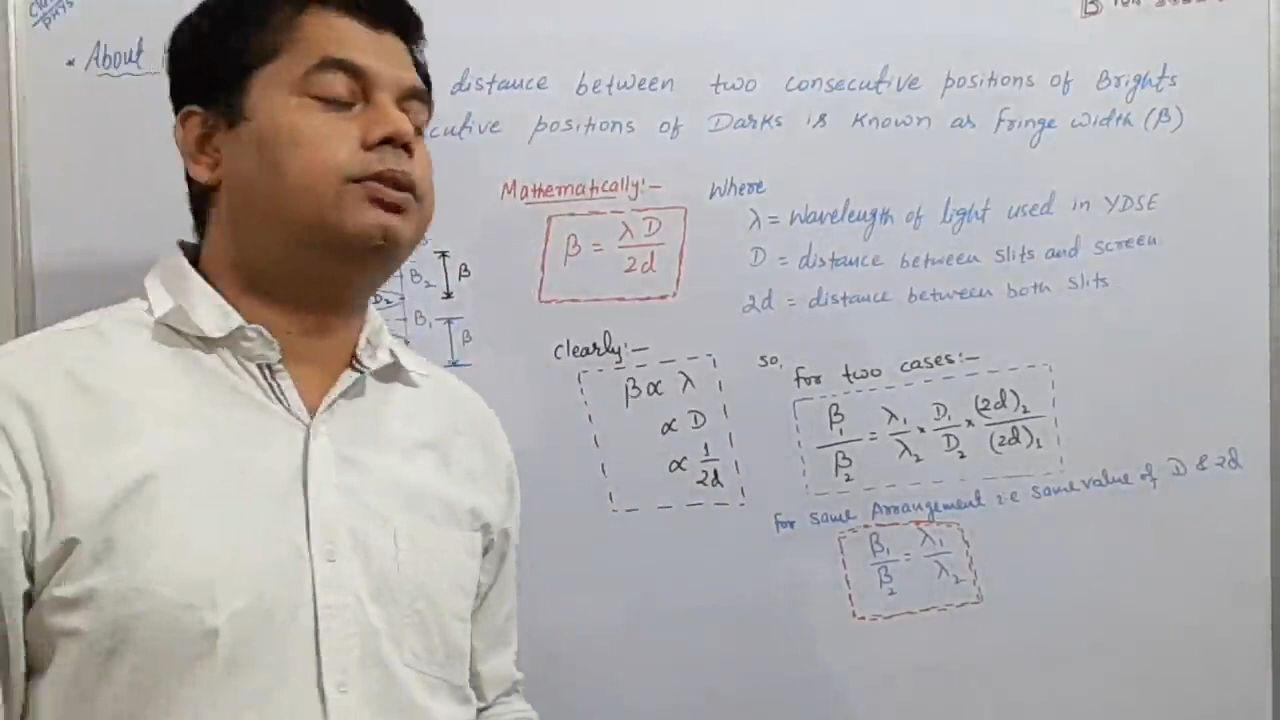 * About
distance between two consecutive positions of Brights
cutive positions of Darks is known as fringe width (β)
Mathematically:-
β = λ D / 2d
Where
λ = Wavelength of light used in YDSE
D = distance between slits and screen
2d = distance between both slits
B₂ β
D₂
B₁ β
Clearly:-
β ∝ λ
∝ D
∝ 1/2d
so, for two cases:-
β₁/β₂ = λ₁/λ₂ × D₁/D₂ × (2d)₂/(2d)₁
for same Arrangement i.e same value of D & 2d
β₁/β₂ = λ₁/λ₂